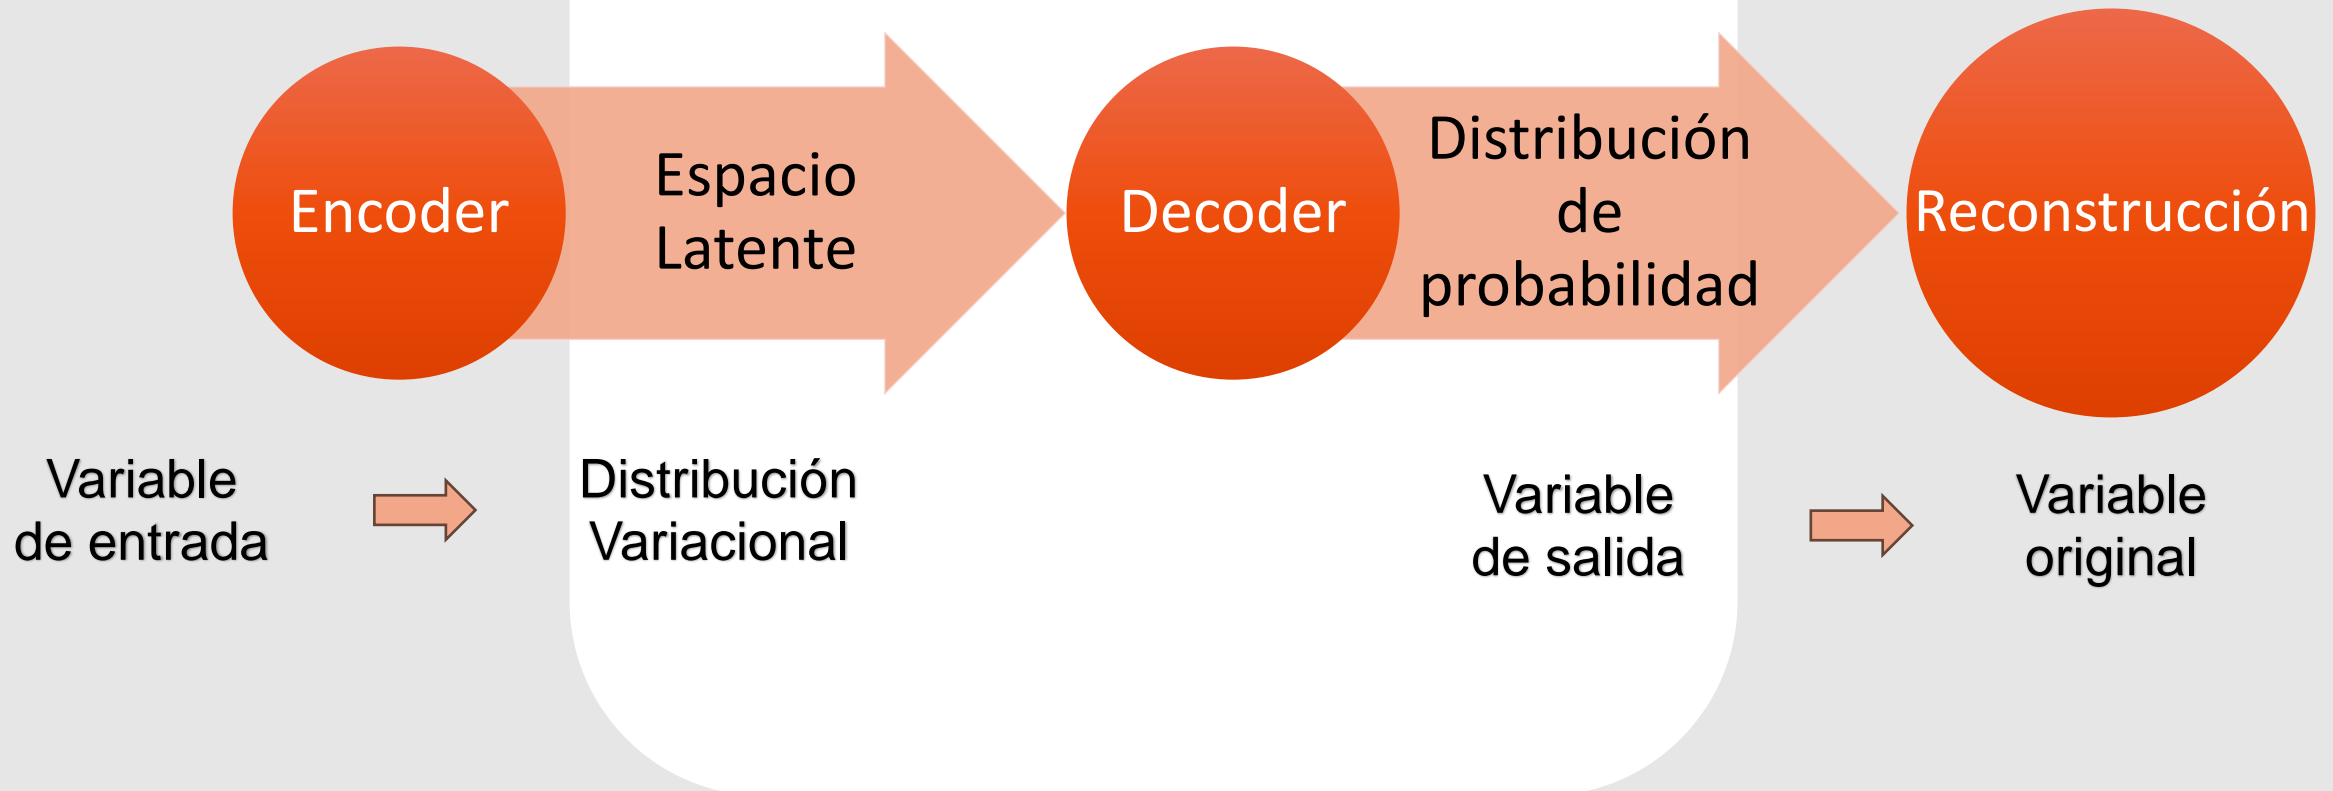 Encoder
Espacio
Latente
Decoder
Distribución
de
probabilidad
Reconstrucción
Variable
de entrada
Distribución
Variacional
Variable
de salida
Variable
original